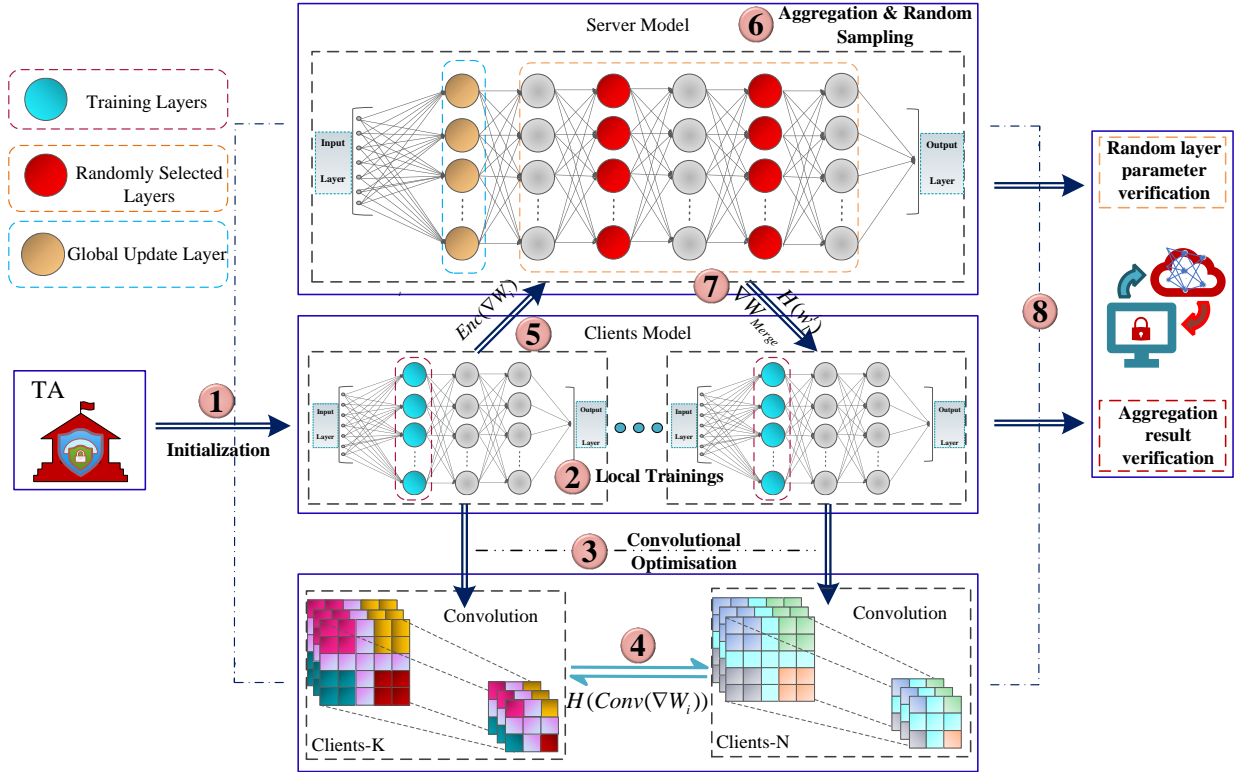 Server Model
6
Aggregation & Random
Sampling
Training Layers
Randomly Selected
Layers
Global Update Layer
Input
Layer
Output
Layer
Random layer
parameter
verification
Enc(∇W_i)
5
7
H(w_i^r)
∇W_Merge
8
Clients Model
TA
1
Initialization
Input
Layer
Output
Layer
Input
Layer
Output
Layer
2
Local Trainings
Aggregation
result
verification
3
Convolutional
Optimisation
Convolution
Clients-K
4
H(Conv(∇W_i))
Convolution
Clients-N